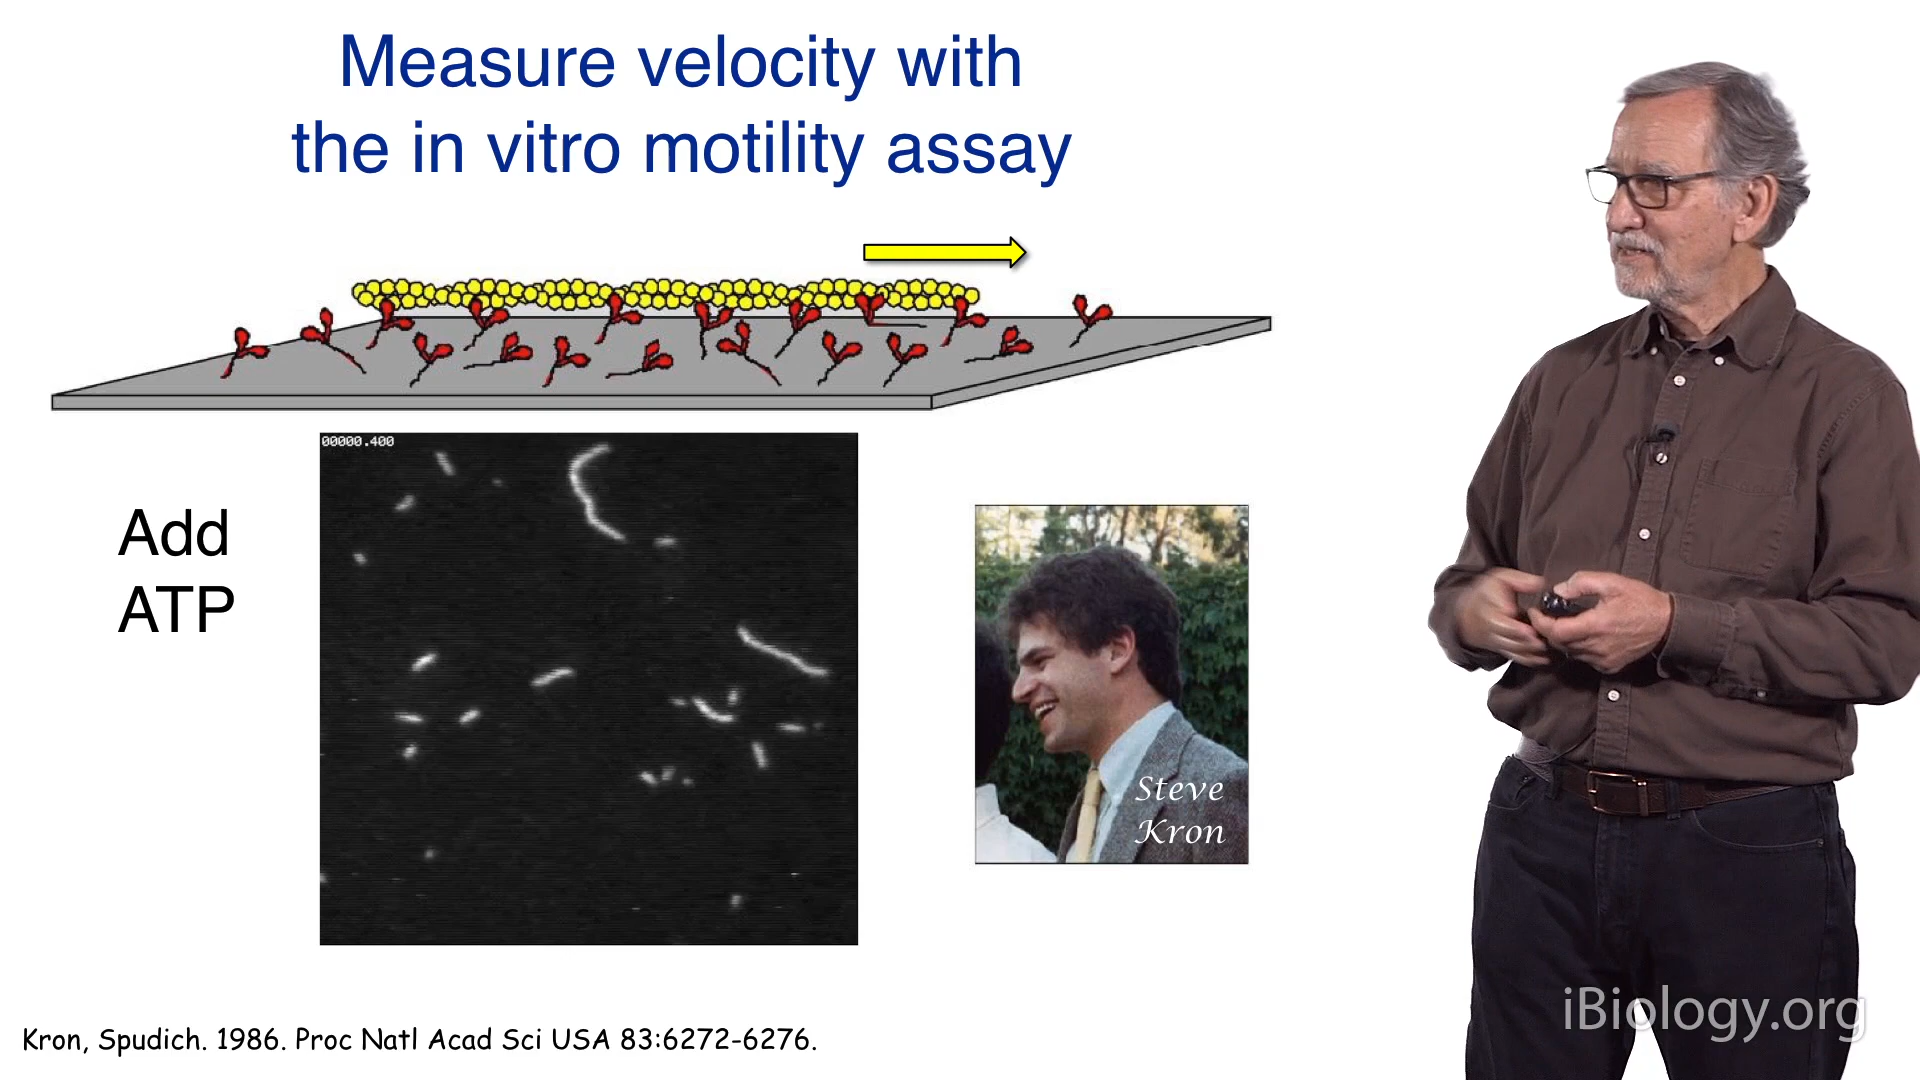 Measure velocity with
the in vitro motility assay
00000.400
Add
ATP
Steve
Kron
iBiology.org
Kron, Spudich. 1986. Proc Natl Acad Sci USA 83:6272-6276.